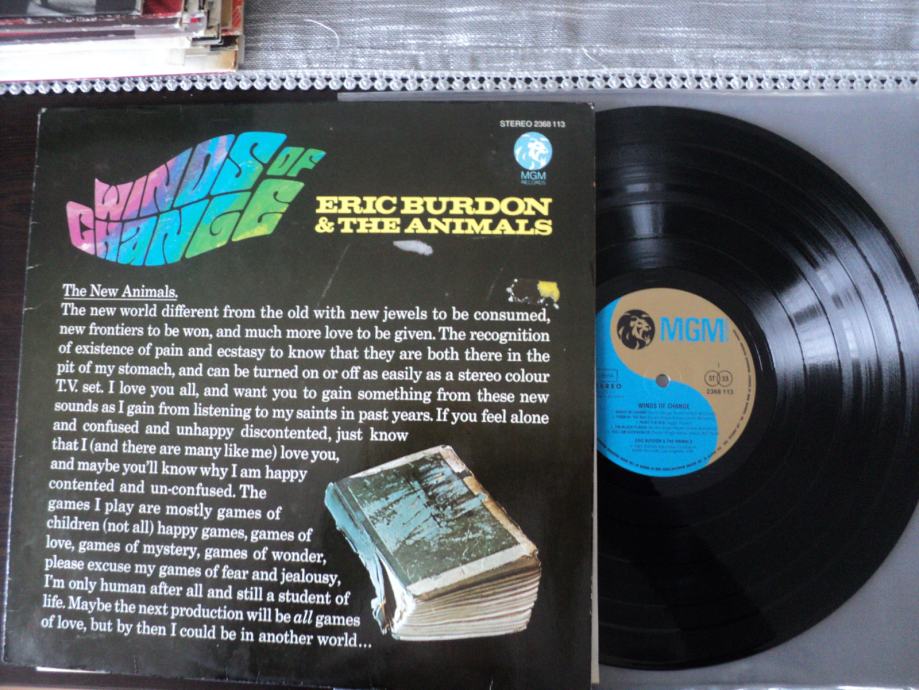 STEREO 2368 113
WINDS OF
CHANGE
MGM
RECORDS
ERIC BURDON
& THE ANIMALS
The New Animals.
The new world different from the old with new jewels to be consumed,
new frontiers to be won, and much more love to be given. The recognition
of existence of pain and ecstasy to know that they are both there in the
pit of my stomach, and can be turned on or off as easily as a stereo colour
T.V. set. I love you all, and want you to gain something from these new
sounds as I gain from listening to my saints in past years. If you feel alone
and confused and unhappy discontented, just know
that I (and there are many like me) love you,
and maybe you'll know why I am happy
contented and un-confused. The
games I play are mostly games of
children (not all) happy games, games of
love, games of mystery, games of wonder,
please excuse my games of fear and jealousy,
I'm only human after all and still a student of
life. Maybe the next production will be all games
of love, but by then I could be in another world...
MGM
STEREO
ST 33
2368 113
WINDS OF CHANGE
ERIC BURDON & THE ANIMALS